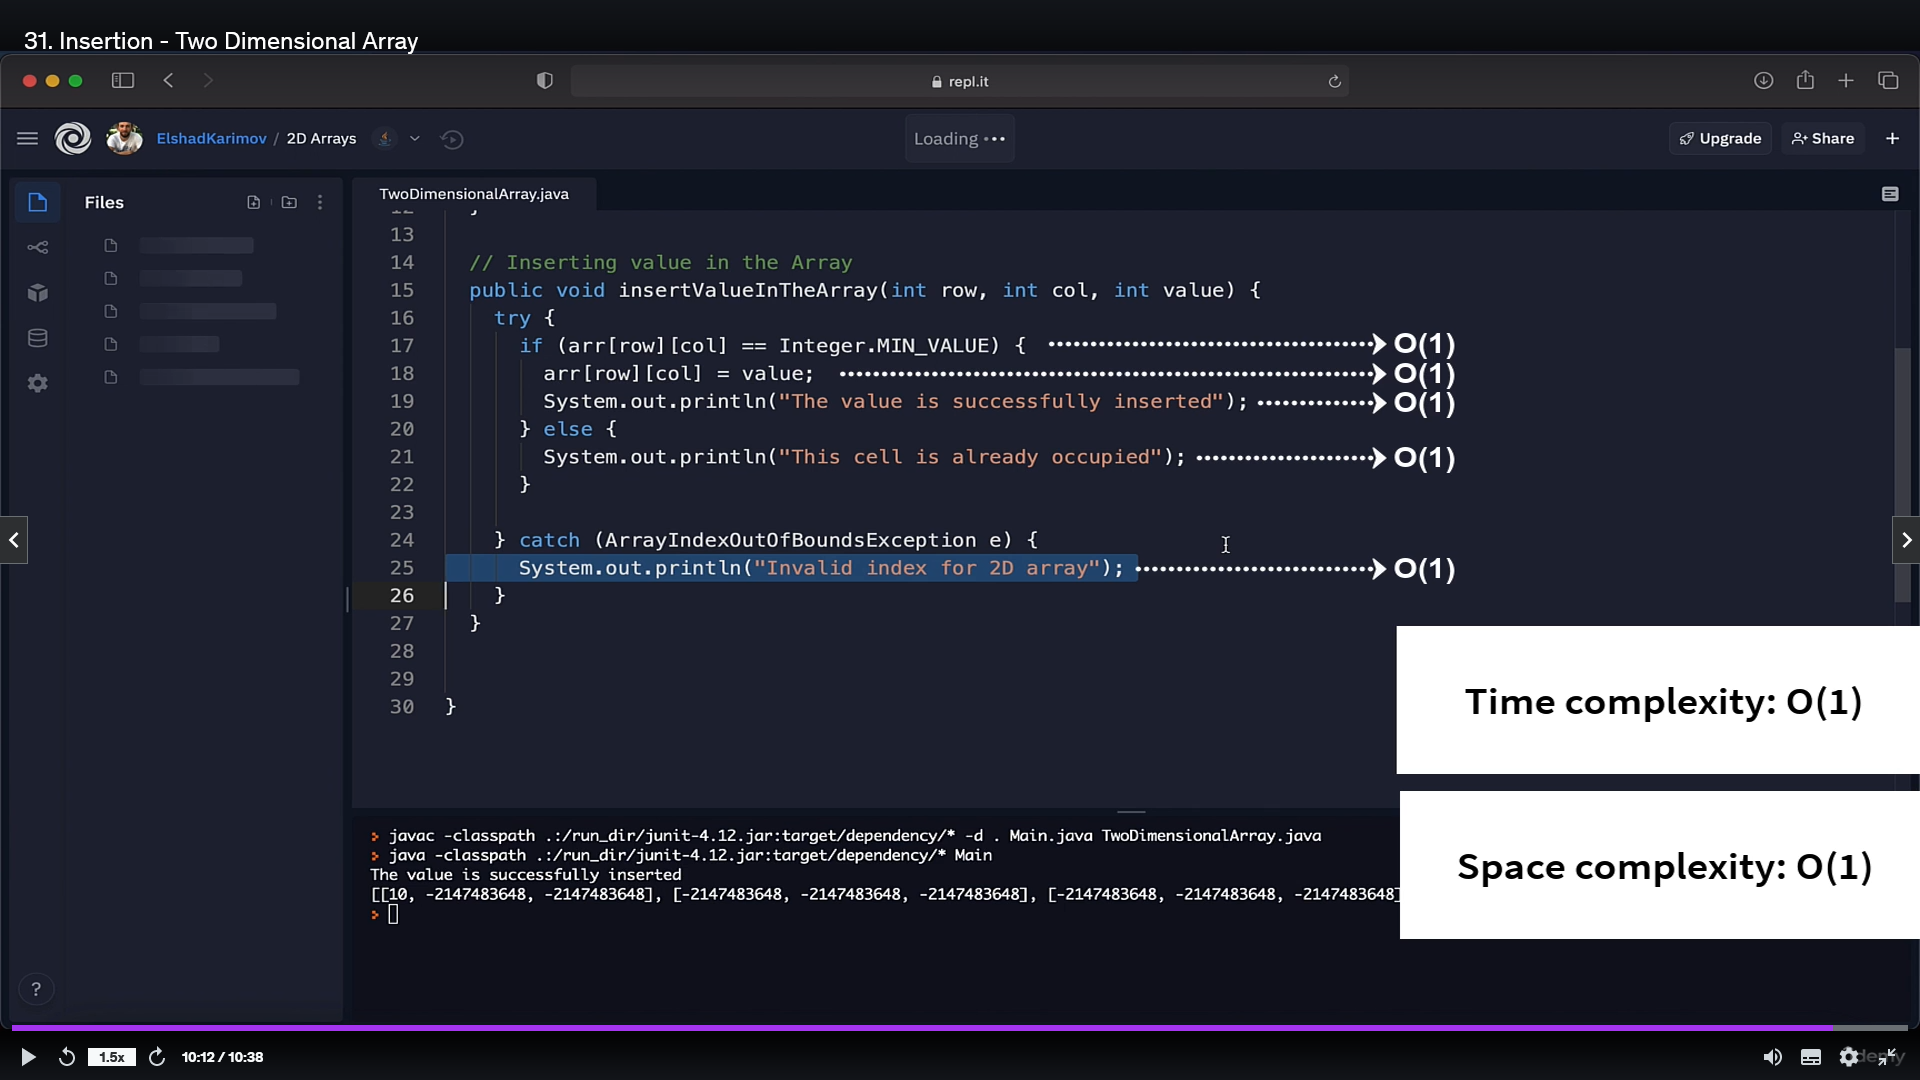 31. Insertion - Two Dimensional Array
repl.it
ElshadKarimov / 2D Arrays
Loading
Upgrade
Share
Files
TwoDimensionalArray.java
12 }
13
14 // Inserting value in the Array
15 public void insertValueInTheArray(int row, int col, int value) {
16 try {
17 if (arr[row][col] == Integer.MIN_VALUE) { O(1)
18 arr[row][col] = value; O(1)
19 System.out.println("The value is successfully inserted"); O(1)
20 } else {
21 System.out.println("This cell is already occupied"); O(1)
22 }
23
24 } catch (ArrayIndexOutOfBoundsException e) {
25 System.out.println("Invalid index for 2D array"); O(1)
26 }
27 }
28
29
30 }
Time complexity: O(1)
Space complexity: O(1)
javac -classpath .:/run_dir/junit-4.12.jar:target/dependency/* -d . Main.java TwoDimensionalArray.java
java -classpath .:/run_dir/junit-4.12.jar:target/dependency/* Main
The value is successfully inserted
[[10, -2147483648, -2147483648], [-2147483648, -2147483648, -2147483648], [-2147483648, -2147483648, -2147483648]
?
1.5x
10:12 / 10:38